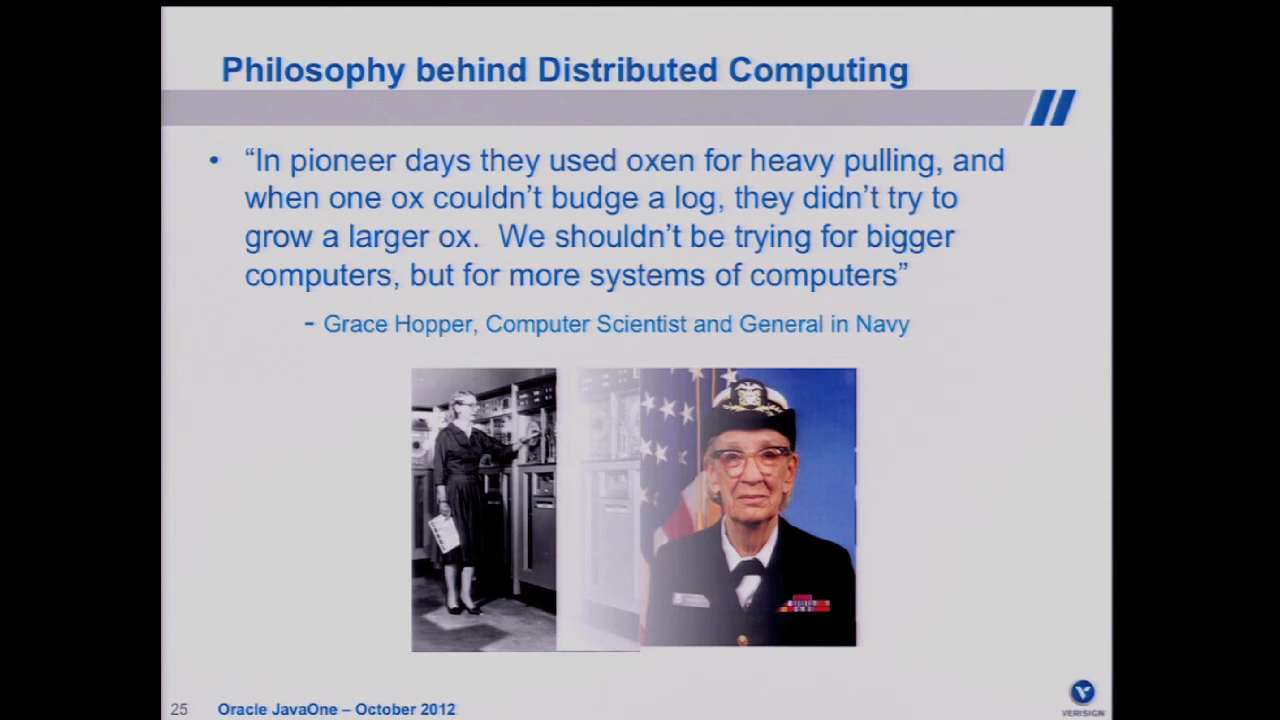 Philosophy behind Distributed Computing
• “In pioneer days they used oxen for heavy pulling, and
when one ox couldn’t budge a log, they didn’t try to
grow a larger ox.  We shouldn’t be trying for bigger
computers, but for more systems of computers”
- Grace Hopper, Computer Scientist and General in Navy
25
Oracle JavaOne – October 2012
VERISIGN